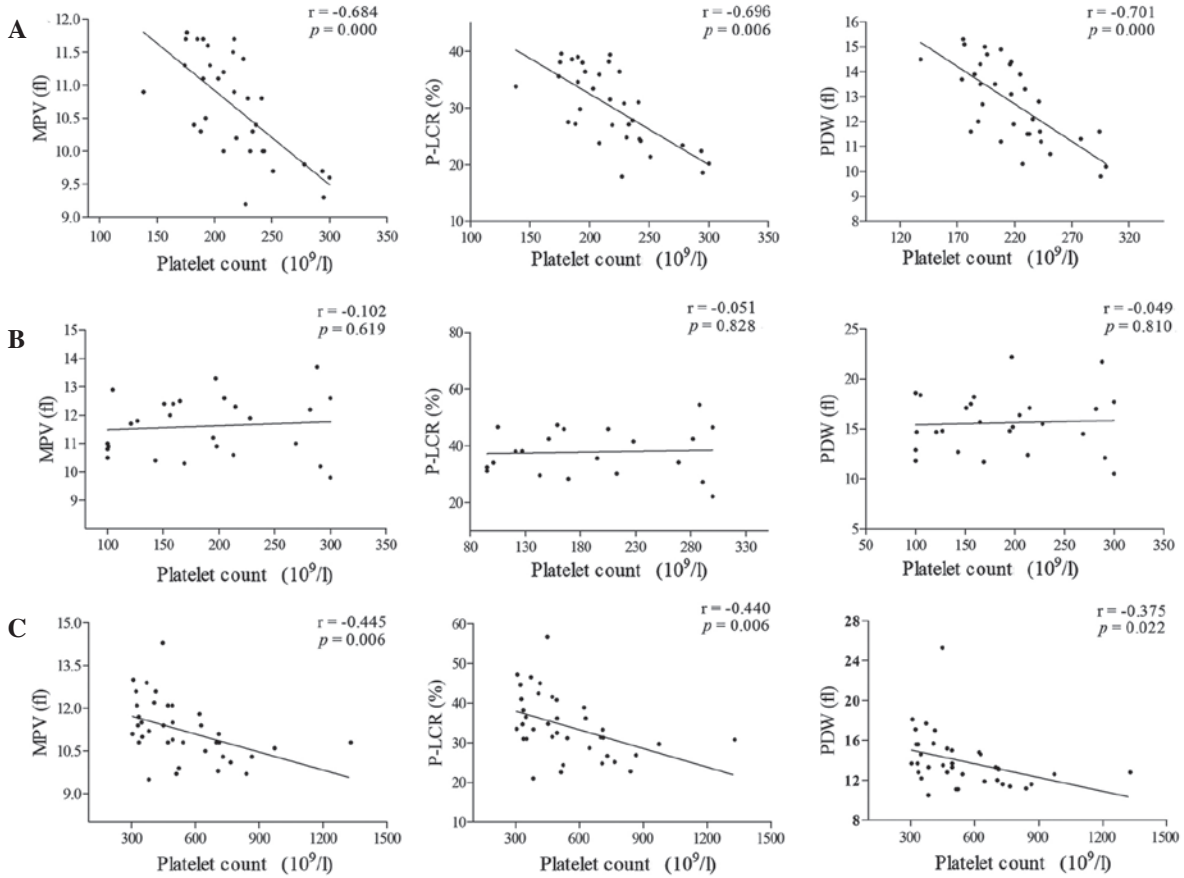 A
r = -0.684
p = 0.000
12.0
11.5
11.0
10.5
10.0
9.5
9.0
MPV (fl)
100 150 200 250 300 350
Platelet count (10⁹/l)
r = -0.696
p = 0.006
40
30
20
10
P-LCR (%)
100 150 200 250 300 350
Platelet count (10⁹/l)
r = -0.701
p = 0.000
16
15
14
13
12
11
10
9
8
PDW (fl)
120 170 220 270 320
Platelet count (10⁹/l)
B
r = -0.102
p = 0.619
15
14
13
12
11
10
9
MPV (fl)
100 150 200 250 300 350
Platelet count (10⁹/l)
r = -0.051
p = 0.828
80
60
40
20
P-LCR (%)
80 130 180 230 280 330
Platelet count (10⁹/l)
r = -0.049
p = 0.810
25
20
15
10
5
PDW (fl)
50 100 150 200 250 300 350
Platelet count (10⁹/l)
C
r = -0.445
p = 0.006
15.0
13.5
12.0
10.5
9.0
MPV (fl)
300 600 900 1200 1500
Platelet count (10⁹/l)
r = -0.440
p = 0.006
60
50
40
30
20
10
P-LCR (%)
300 600 900 1200 1500
Platelet count (10⁹/l)
r = -0.375
p = 0.022
28
24
20
16
12
8
PDW (fl)
300 600 900 1200 1500
Platelet count (10⁹/l)